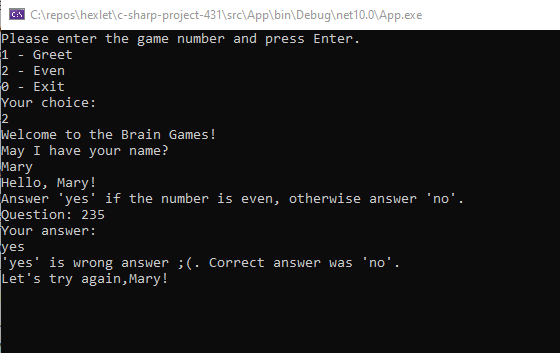 C:\repos\hexlet\c-sharp-project-431\src\App\bin\Debug\net10.0\App.exe
Please enter the game number and press Enter.
1 - Greet
2 - Even
0 - Exit
Your choice:
2
Welcome to the Brain Games!
May I have your name?
Mary
Hello, Mary!
Answer 'yes' if the number is even, otherwise answer 'no'.
Question: 235
Your answer:
yes
'yes' is wrong answer ;(. Correct answer was 'no'.
Let's try again,Mary!